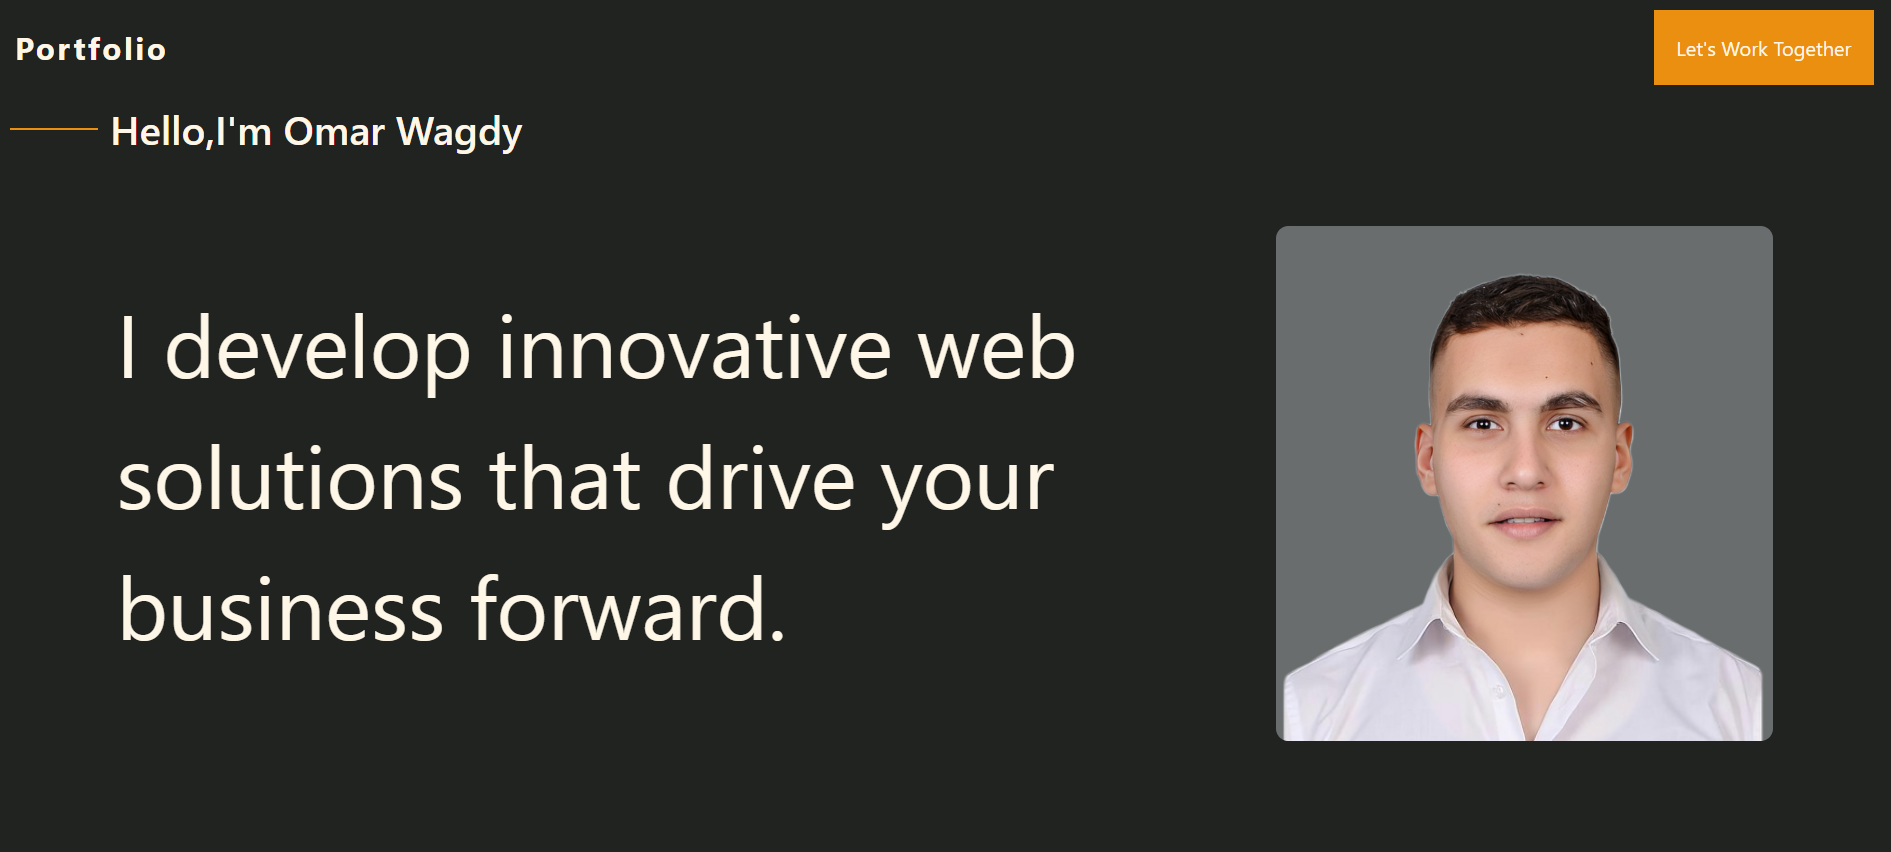 Portfolio
Let's Work Together
Hello,I'm Omar Wagdy
I develop innovative web
solutions that drive your
business forward.